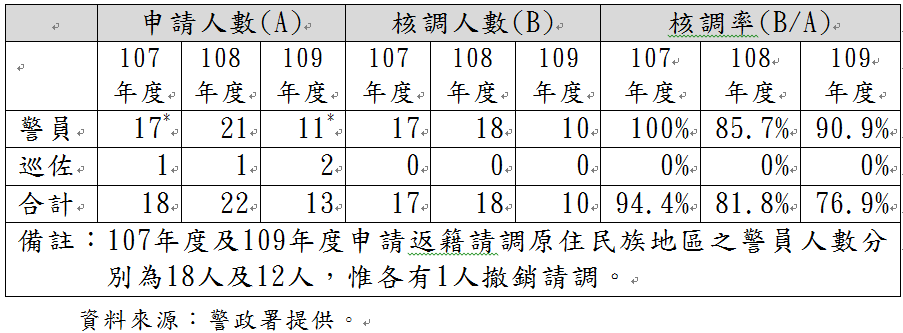 申請人數(A) 核調人數(B) 核調率(B/A)
107年度 108年度 109年度 107年度 108年度 109年度 107年度 108年度 109年度
警員 17* 21 11* 17 18 10 100% 85.7% 90.9%
巡佐 1 1 2 0 0 0 0% 0% 0%
合計 18 22 13 17 18 10 94.4% 81.8% 76.9%
備註：107年度及109年度申請返籍請調原住民族地區之警員人數分
別為18人及12人，惟各有1人撤銷請調。
資料來源：警政署提供。